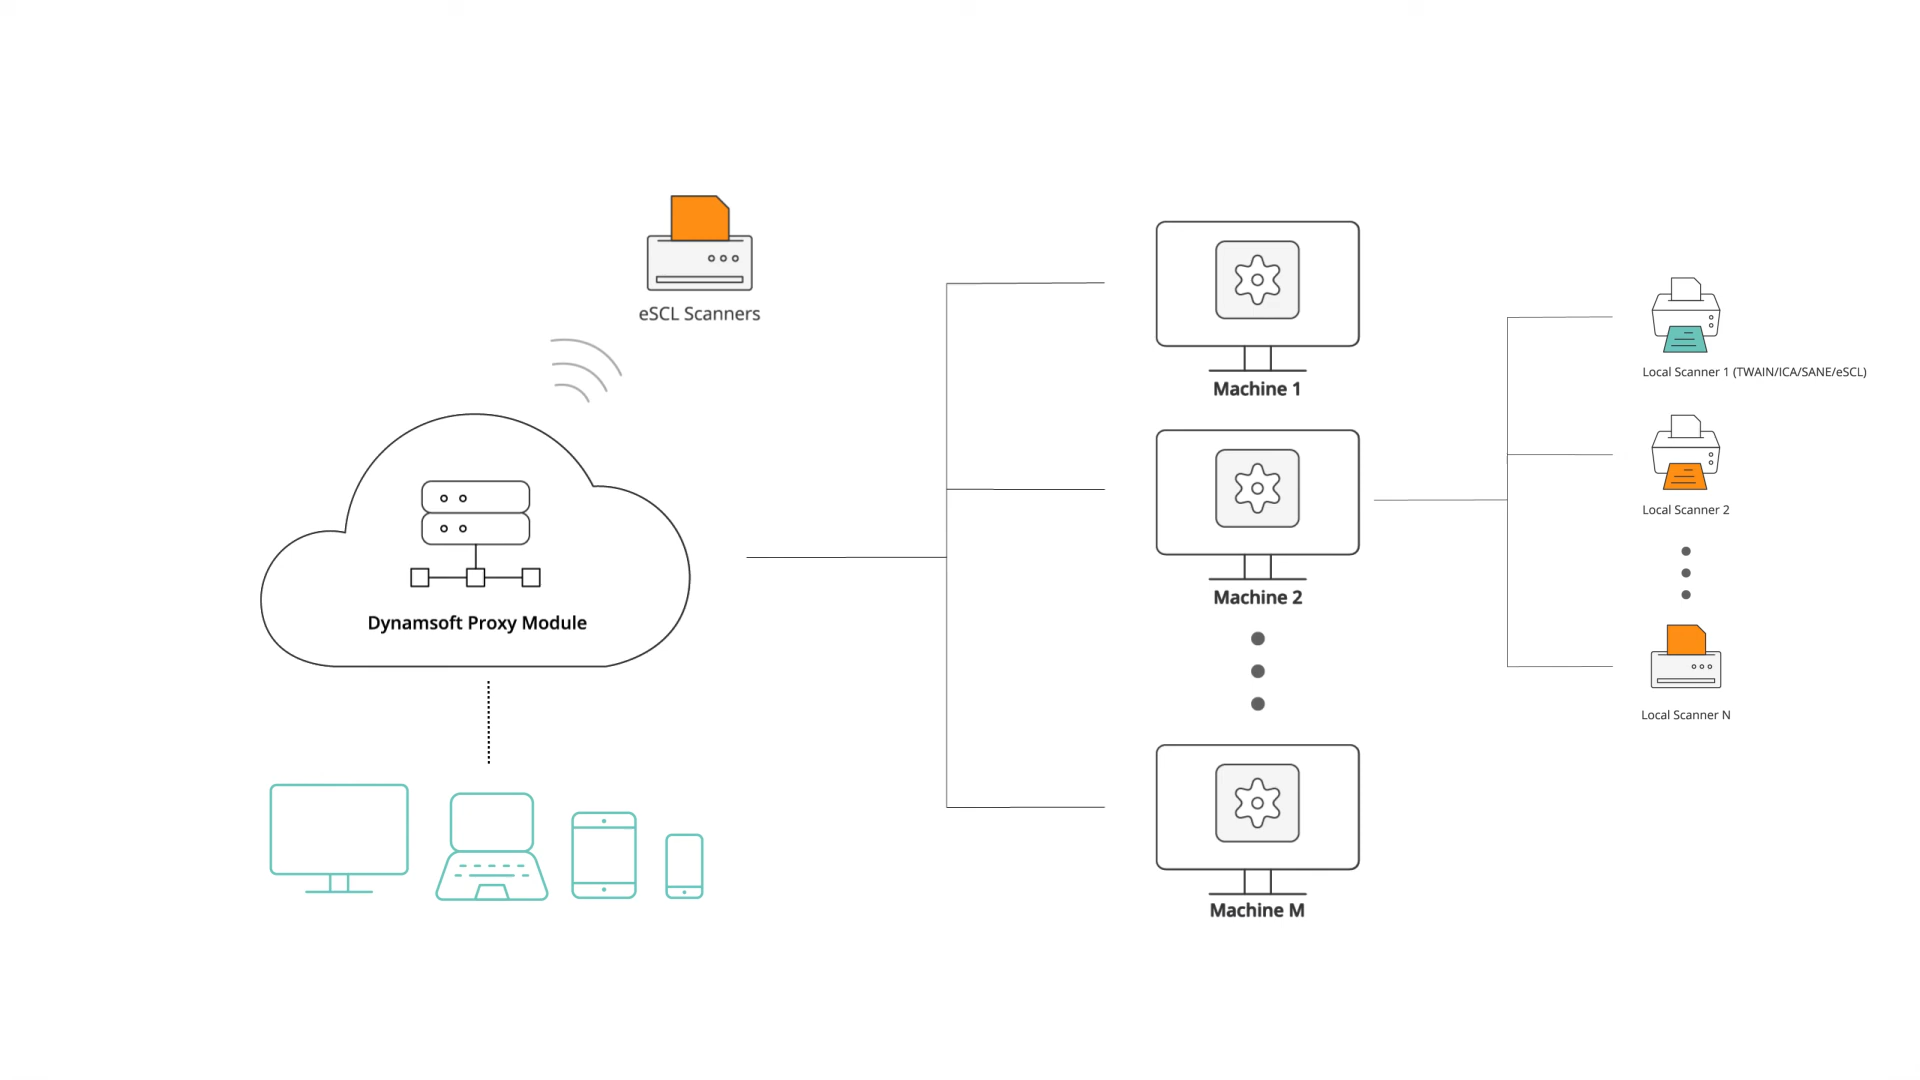 eSCL Scanners
Dynamsoft Proxy Module
Machine 1
Machine 2
Machine M
Local Scanner 1 (TWAIN/ICA/SANE/eSCL)
Local Scanner 2
Local Scanner N